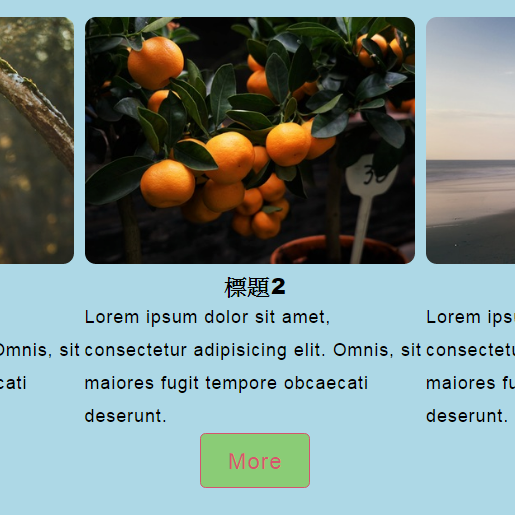 標題2
Lorem ipsum dolor sit amet,
consectetur adipisicing elit. Omnis, sit
maiores fugit tempore obcaecati
deserunt.
More
Omnis, sit
cati
Lorem ips
consectetu
maiores fu
deserunt.